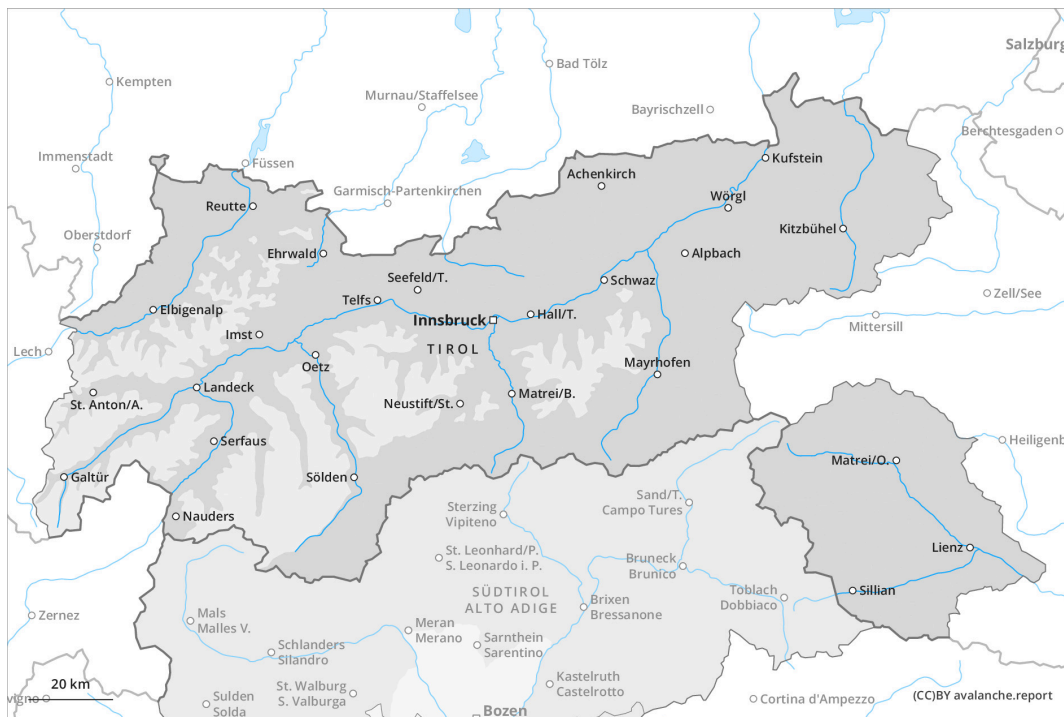 Salzburg
Kempten
Bad Tölz
Murnau/Staffelsee
Bayrischzell
Berchtesgaden
Immenstadt
Füssen
Kufstein
Achenkirch
Garmisch-Partenkirchen
Reutte
Wörgl
Oberstdorf
Kitzbühel
Ehrwald
Alpbach
Seefeld/T.
Schwaz
Zell/See
Telfs
Elbigenalp
Hall/T.
Innsbruck
Mittersill
Imst
TIROL
Lech
Oetz
Mayrhofen
Landeck
St. Anton/A.
Neustift/St.
Matrei/B.
Serfaus
Heiligenb
Matrei/O.
Galtür
Sölden
Sand/T.
Campo Tures
Sterzing
Vipiteno
Nauders
St. Leonhard/P.
S. Leonardo i. P.
Lienz
Bruneck
Brunico
SÜDTIROL
ALTO ADIGE
Sillian
Toblach
Dobbiaco
Brixen
Bressanone
Zernez
Mals
Malles V.
Meran
Merano
Sarnthein
Sarentino
Schlanders
Silandro
Kastelruth
Castelrotto
20 km
St. Walburg
S. Valburga
vigno
Sulden
Solda
Cortina d'Ampezzo
(CC)BY avalanche.report
Bozen